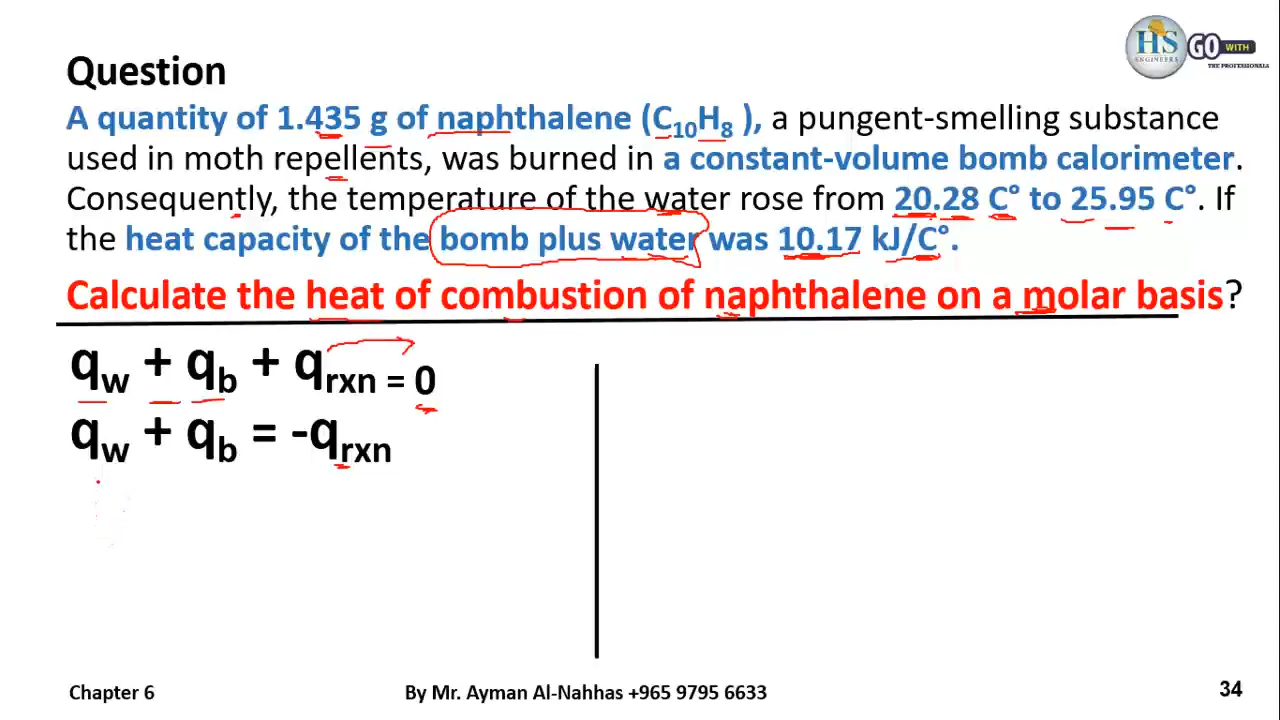 HS
ENGINEERS
GO WITH
THE PROFESSIONALS
Question
A quantity of 1.435 g of naphthalene (C10H8 ), a pungent-smelling substance
used in moth repellents, was burned in a constant-volume bomb calorimeter.
Consequently, the temperature of the water rose from 20.28 C° to 25.95 C°. If
the heat capacity of the bomb plus water was 10.17 kJ/C°.
Calculate the heat of combustion of naphthalene on a molar basis?
qw + qb + qrxn = 0
qw + qb = -qrxn
Chapter 6
By Mr. Ayman Al-Nahhas +965 9795 6633
34